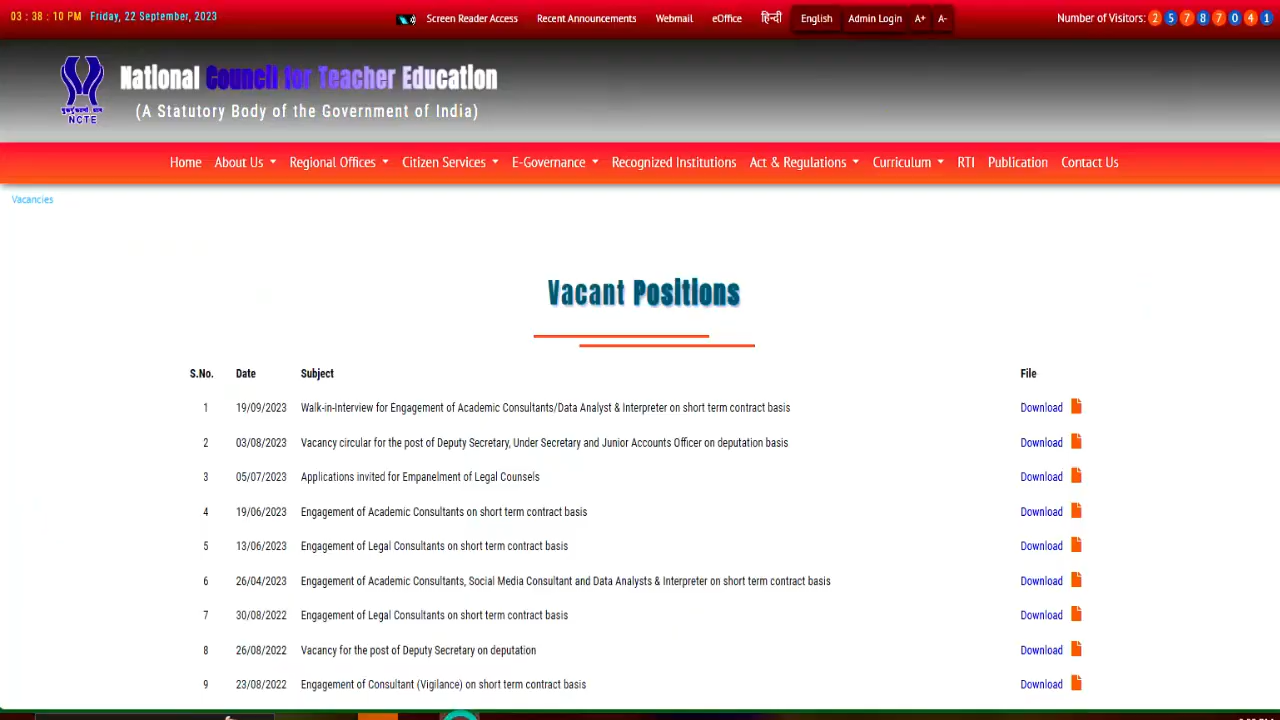 03 : 38 : 10 PM Friday, 22 September, 2023 Screen Reader Access Recent Announcements Webmail eOffice हिन्दी English Admin Login A+ A- Number of Visitors: 2 5 7 8 7 0 4 1
National Council for Teacher Education
(A Statutory Body of the Government of India)
NCTE
Home About Us Regional Offices Citizen Services E-Governance Recognized Institutions Act & Regulations Curriculum RTI Publication Contact Us
Vacancies
Vacant Positions
S.No. Date Subject File
1 19/09/2023 Walk-in-Interview for Engagement of Academic Consultants/Data Analyst & Interpreter on short term contract basis Download
2 03/08/2023 Vacancy circular for the post of Deputy Secretary, Under Secretary and Junior Accounts Officer on deputation basis Download
3 05/07/2023 Applications invited for Empanelment of Legal Counsels Download
4 19/06/2023 Engagement of Academic Consultants on short term contract basis Download
5 13/06/2023 Engagement of Legal Consultants on short term contract basis Download
6 26/04/2023 Engagement of Academic Consultants, Social Media Consultant and Data Analysts & Interpreter on short term contract basis Download
7 30/08/2022 Engagement of Legal Consultants on short term contract basis Download
8 26/08/2022 Vacancy for the post of Deputy Secretary on deputation Download
9 23/08/2022 Engagement of Consultant (Vigilance) on short term contract basis Download